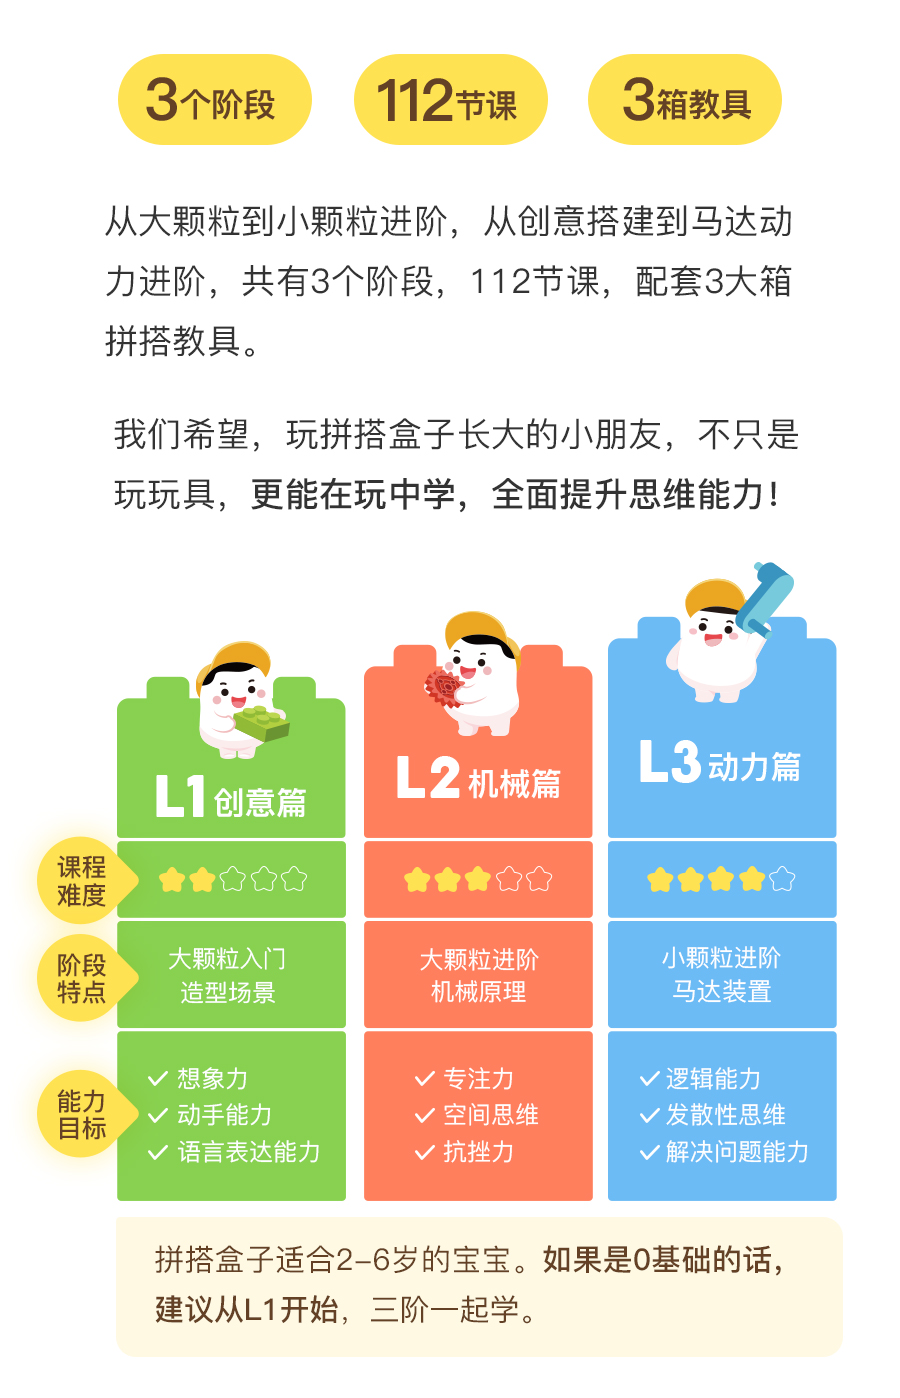 3个阶段
112节课
3箱教具
从大颗粒到小颗粒进阶，从创意搭建到马达动
力进阶，共有3个阶段，112节课，配套3大箱
拼搭教具。
我们希望，玩拼搭盒子长大的小朋友，不只是
玩玩具，更能在玩中学，全面提升思维能力！
L1创意篇
L2机械篇
L3动力篇
课程
难度
阶段
特点
大颗粒入门
造型场景
大颗粒进阶
机械原理
小颗粒进阶
马达装置
能力
目标
想象力
动手能力
语言表达能力
专注力
空间思维
抗挫力
逻辑能力
发散性思维
解决问题能力
拼搭盒子适合2-6岁的宝宝。如果是0基础的话，
建议从L1开始，三阶一起学。